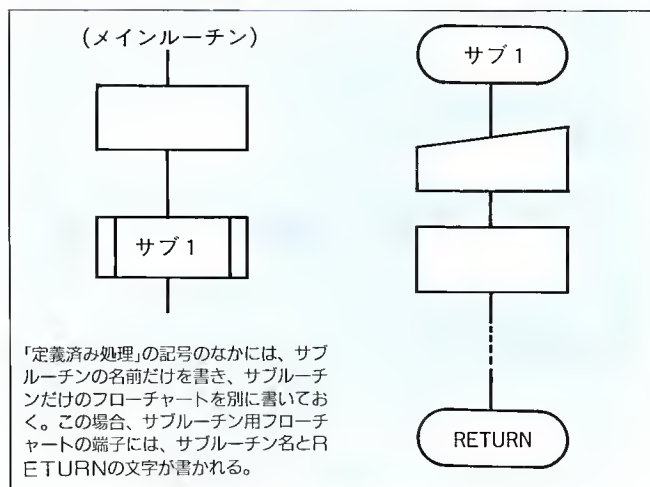 (メインルーチン)
サブ1
「定義済み処理」の記号のなかには、サブ
ルーチンの名前だけを書き、サブルーチ
ンだけのフローチャートを別に書いてお
く。この場合、サブルーチン用フローチ
ャートの端子には、サブルーチン名とR
ETURNの文字が書かれる。
サブ1
RETURN